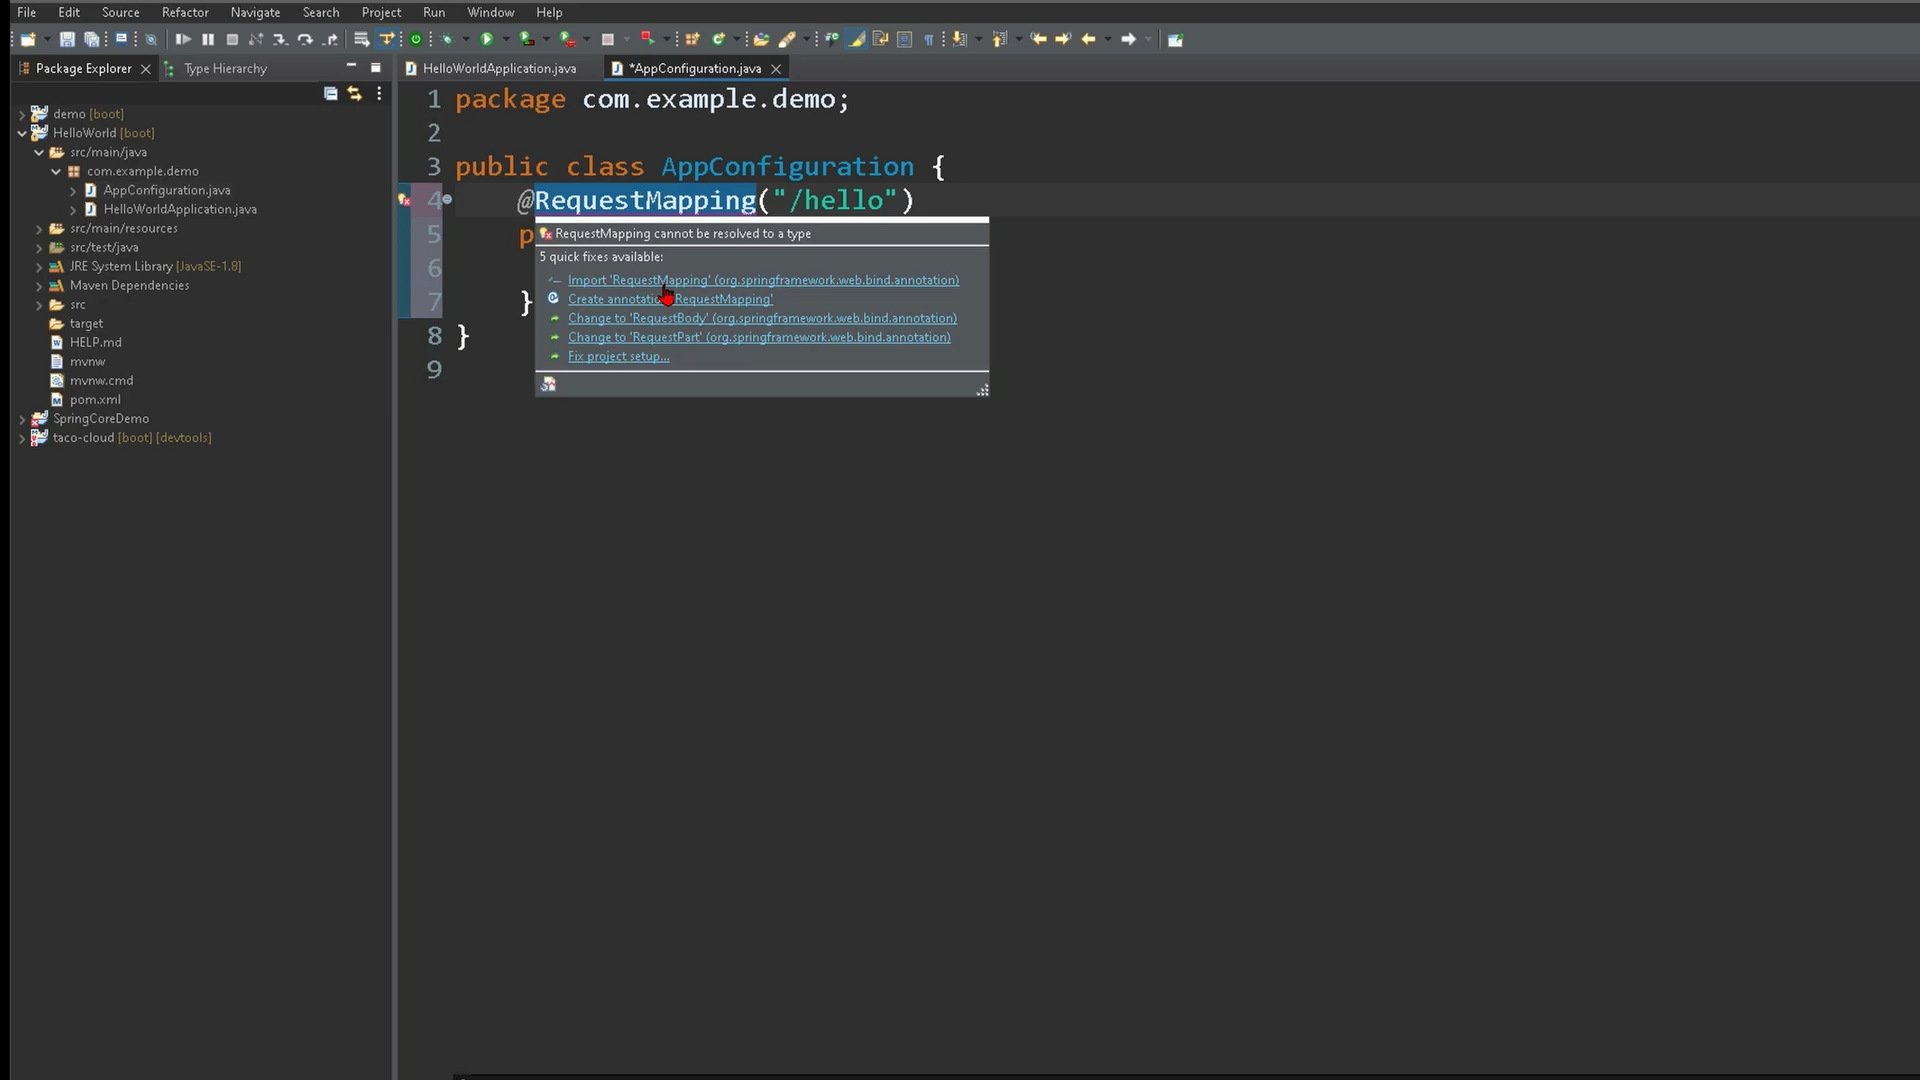 File Edit Source Refactor Navigate Search Project Run Window Help
Package Explorer Type Hierarchy
demo [boot]
HelloWorld [boot]
src/main/java
com.example.demo
AppConfiguration.java
HelloWorldApplication.java
src/main/resources
src/test/java
JRE System Library [JavaSE-1.8]
Maven Dependencies
src
target
HELP.md
mvnw
mvnw.cmd
pom.xml
SpringCoreDemo
taco-cloud [boot] [devtools]
HelloWorldApplication.java *AppConfiguration.java
1 package com.example.demo;
2
3 public class AppConfiguration {
4 @RequestMapping("/hello")
5 p
6
7 }
8 }
9
RequestMapping cannot be resolved to a type
5 quick fixes available:
Import 'RequestMapping' (org.springframework.web.bind.annotation)
Create annotation 'RequestMapping'
Change to 'RequestBody' (org.springframework.web.bind.annotation)
Change to 'RequestPart' (org.springframework.web.bind.annotation)
Fix project setup...